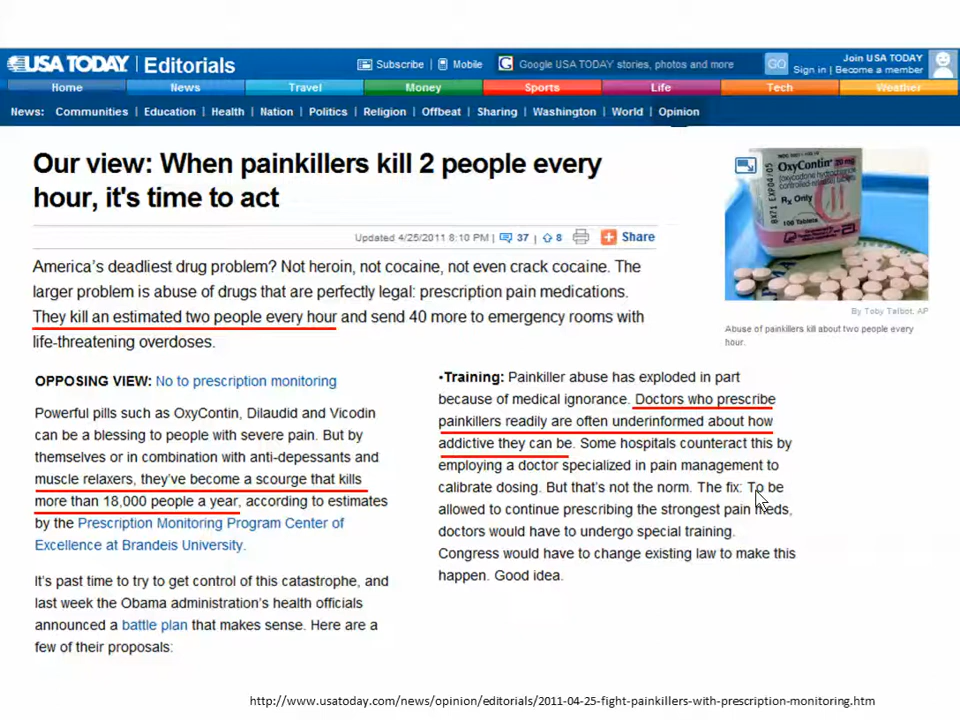 USA TODAY | Editorials
Subscribe | Mobile
G Google USA TODAY stories, photos and more GO
Join USA TODAY
Sign in | Become a member
Home News Travel Money Sports Life Tech Weather
News: Communities | Education | Health | Nation | Politics | Religion | Offbeat | Sharing | Washington | World | Opinion
Our view: When painkillers kill 2 people every
hour, it's time to act
Updated 4/25/2011 8:10 PM | 37 | 8 Share
America's deadliest drug problem? Not heroin, not cocaine, not even crack cocaine. The
larger problem is abuse of drugs that are perfectly legal: prescription pain medications.
They kill an estimated two people every hour and send 40 more to emergency rooms with
life-threatening overdoses.
OxyContin 20 mg
(oxycodone hydrochloride
controlled-release) Tablets
Rx Only
100 Tablets
BX71 EXP04/05
By Toby Talbot, AP
Abuse of painkillers kill about two people every
hour.
OPPOSING VIEW: No to prescription monitoring
Powerful pills such as OxyContin, Dilaudid and Vicodin
can be a blessing to people with severe pain. But by
themselves or in combination with anti-depressants and
muscle relaxers, they've become a scourge that kills
more than 18,000 people a year, according to estimates
by the Prescription Monitoring Program Center of
Excellence at Brandeis University.
It's past time to try to get control of this catastrophe, and
last week the Obama administration's health officials
announced a battle plan that makes sense. Here are a
few of their proposals:
•Training: Painkiller abuse has exploded in part
because of medical ignorance. Doctors who prescribe
painkillers readily are often underinformed about how
addictive they can be. Some hospitals counteract this by
employing a doctor specialized in pain management to
calibrate dosing. But that's not the norm. The fix: To be
allowed to continue prescribing the strongest pain meds,
doctors would have to undergo special training.
Congress would have to change existing law to make this
happen. Good idea.
http://www.usatoday.com/news/opinion/editorials/2011-04-25-fight-painkillers-with-prescription-monitoring.htm